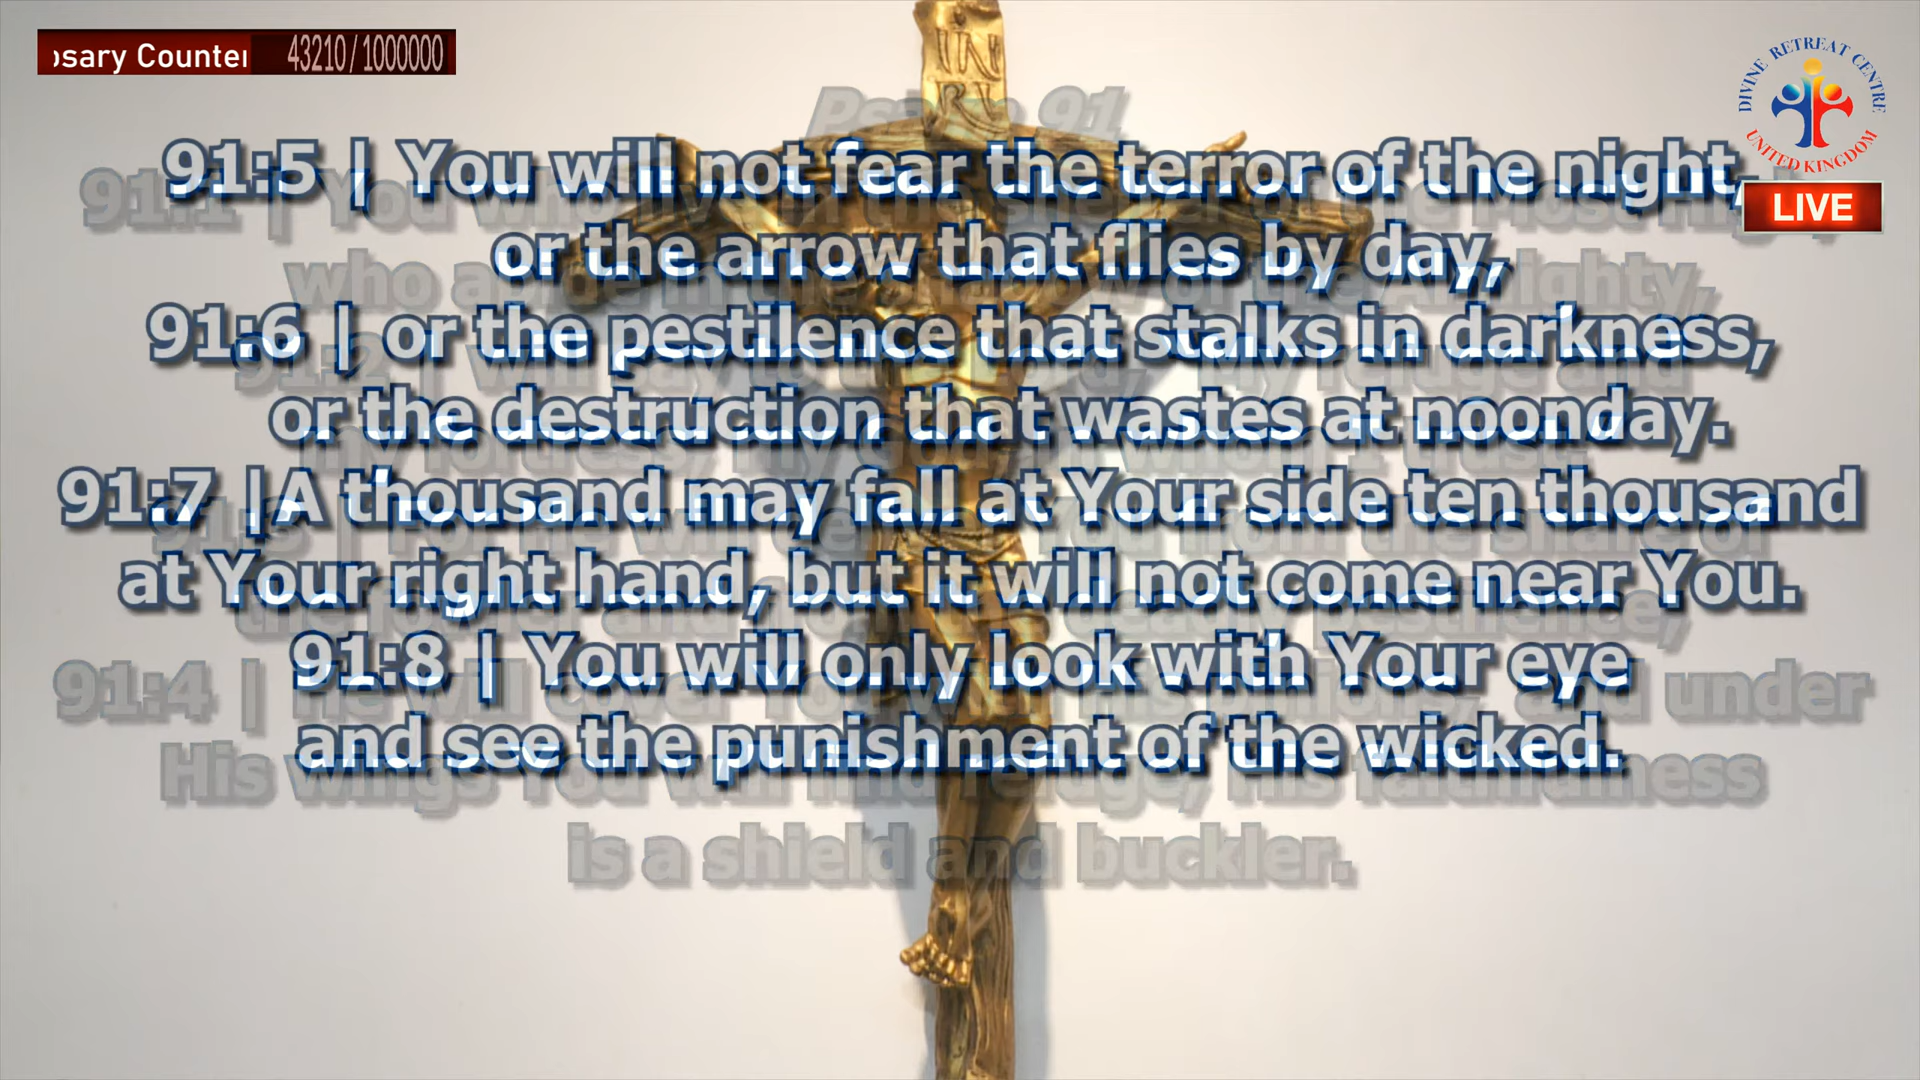 osary Counter 43210/1000000
DIVINE RETREAT CENTRE
UNITED KINGDOM
LIVE
IN
RI
Psalm 91
91:5 | You will not fear the terror of the night,
or the arrow that flies by day,
91:6 | or the pestilence that stalks in darkness,
or the destruction that wastes at noonday.
91:7 |A thousand may fall at Your side ten thousand
at Your right hand, but it will not come near You.
91:8 | You will only look with Your eye
and see the punishment of the wicked.
91:1 | You who live in the shelter of the Most High,
who abide in the shadow of the Almighty,
91:2 | will say to the Lord, "My refuge and
my fortress, my God, in whom I trust."
91:3 | For He will deliver You from the snare of
the and from the deadly pestilence,
91:4 | He will cover You with His pinions, and under
His wings You will find refuge, His faithfulness
is a shield and buckler.